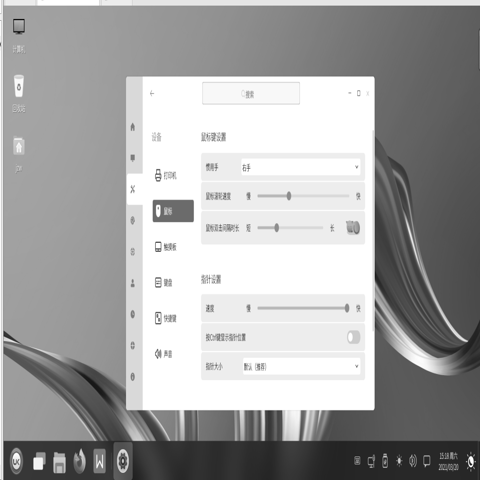 计算机
回收站
搜索
设备
打印机
鼠标
触摸板
键盘
快捷键
声音
鼠标键设置
惯用手 右手
鼠标滚轮速度 慢 快
鼠标双击间隔时长 短 长
指针设置
速度 慢 快
按Ctrl键显示指针位置
指针大小 默认（推荐）
15:18 周六
2021/03/20